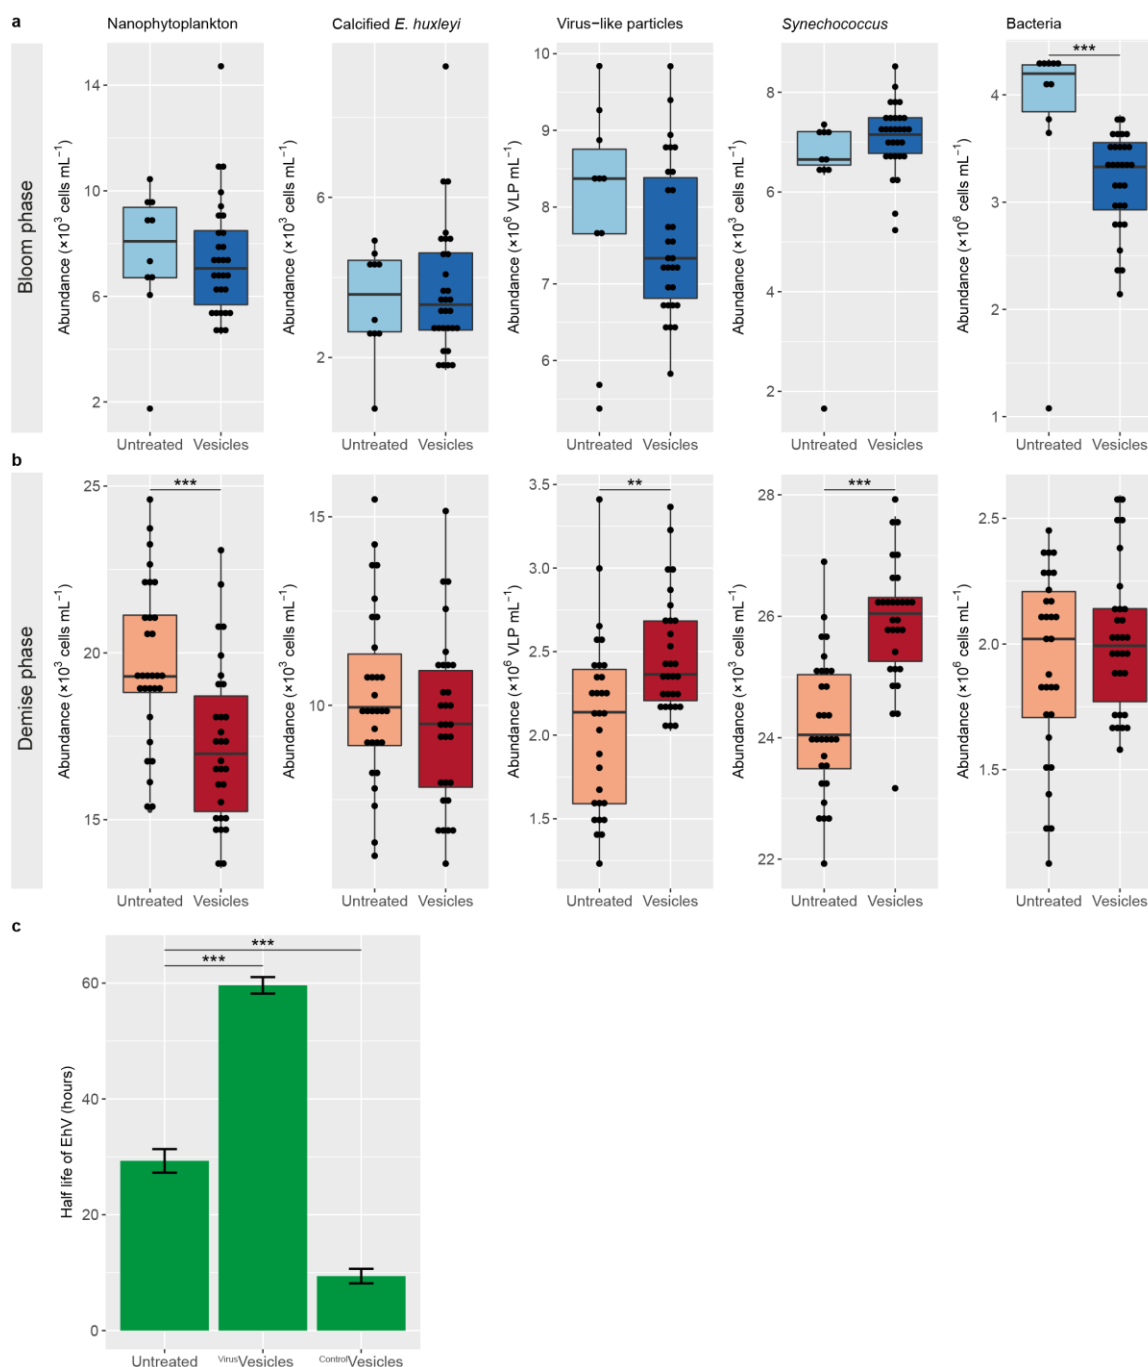 a
Nanophytoplankton
Calcified E. huxleyi
Virus−like particles
Synechococcus
Bacteria
Bloom phase
Abundance (×10³ cells mL⁻¹)
14
10
6
2
Untreated Vesicles
Abundance (×10³ cells mL⁻¹)
6
2
Untreated Vesicles
Abundance (×10⁶ VLP mL⁻¹)
10
9
8
7
6
Untreated Vesicles
Abundance (×10³ cells mL⁻¹)
8
6
4
2
Untreated Vesicles
Abundance (×10⁶ cells mL⁻¹)
***
4
3
2
1
Untreated Vesicles
b
Demise phase
Abundance (×10³ cells mL⁻¹)
***
25
20
15
Untreated Vesicles
Abundance (×10³ cells mL⁻¹)
15
10
Untreated Vesicles
Abundance (×10⁶ VLP mL⁻¹)
**
3.5
3.0
2.5
2.0
1.5
Untreated Vesicles
Abundance (×10³ cells mL⁻¹)
***
28
26
24
22
Untreated Vesicles
Abundance (×10⁶ cells mL⁻¹)
2.5
2.0
1.5
Untreated Vesicles
c
Half life of EhV (hours)
***
***
60
40
20
0
Untreated
ᵛⁱʳᵘˢVesicles
ᶜᵒⁿᵗʳᵒˡVesicles